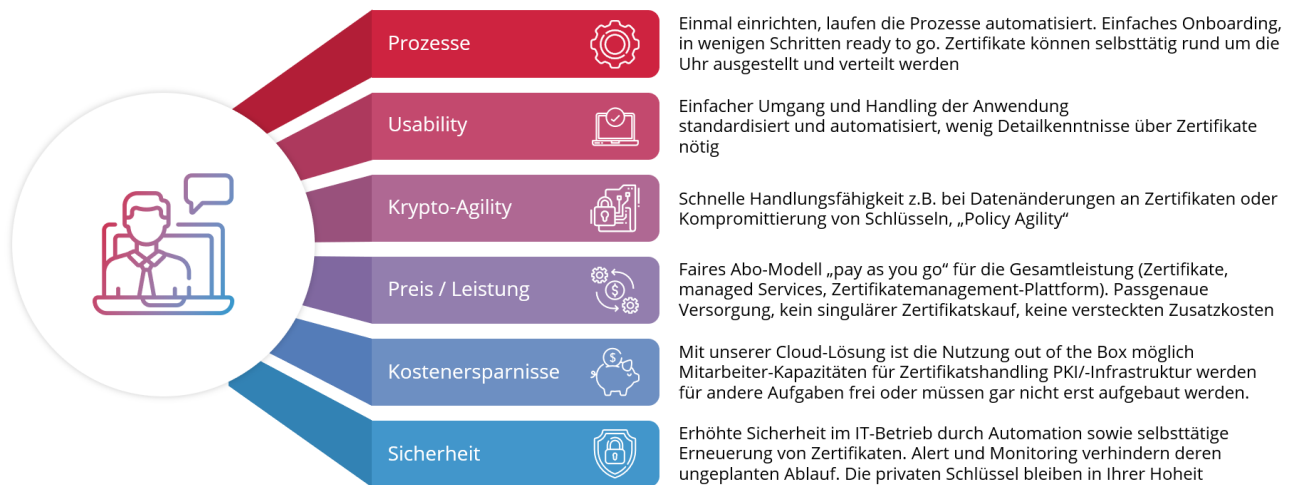 Prozesse
Einmal einrichten, laufen die Prozesse automatisiert. Einfaches Onboarding,
in wenigen Schritten ready to go. Zertifikate können selbsttätig rund um die
Uhr ausgestellt und verteilt werden
Usability
Einfacher Umgang und Handling der Anwendung
standardisiert und automatisiert, wenig Detailkenntnisse über Zertifikate
nötig
Krypto-Agility
Schnelle Handlungsfähigkeit z.B. bei Datenänderungen an Zertifikaten oder
Kompromittierung von Schlüsseln, „Policy Agility“
Preis / Leistung
Faires Abo-Modell „pay as you go“ für die Gesamtleistung (Zertifikate,
managed Services, Zertifikatemanagement-Plattform). Passgenaue
Versorgung, kein singulärer Zertifikatskauf, keine versteckten Zusatzkosten
Kostenersparnisse
Mit unserer Cloud-Lösung ist die Nutzung out of the Box möglich
Mitarbeiter-Kapazitäten für Zertifikatshandling PKI/-Infrastruktur werden
für andere Aufgaben frei oder müssen gar nicht erst aufgebaut werden.
Sicherheit
Erhöhte Sicherheit im IT-Betrieb durch Automation sowie selbsttätige
Erneuerung von Zertifikaten. Alert und Monitoring verhindern deren
ungeplanten Ablauf. Die privaten Schlüssel bleiben in Ihrer Hoheit